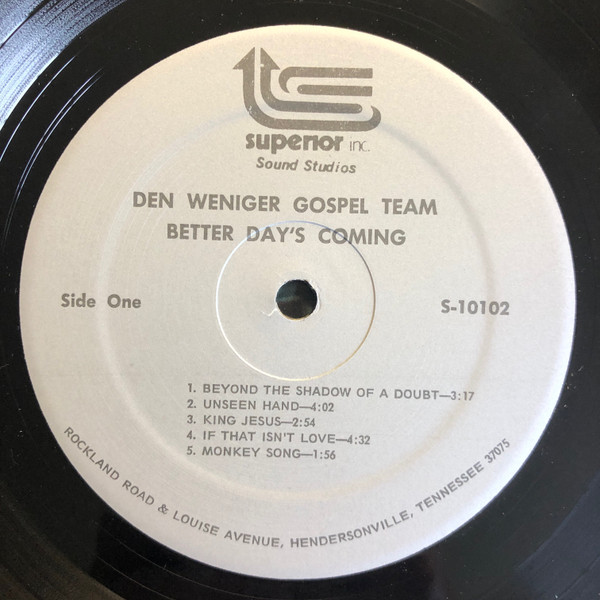 superior inc.
Sound Studios
DEN WENIGER GOSPEL TEAM
BETTER DAY'S COMING
Side One
S-10102
1. BEYOND THE SHADOW OF A DOUBT—3:17
2. UNSEEN HAND—4:02
3. KING JESUS—2:54
4. IF THAT ISN'T LOVE—4:32
5. MONKEY SONG—1:56
ROCKLAND ROAD & LOUISE AVENUE, HENDERSONVILLE, TENNESSEE 37075